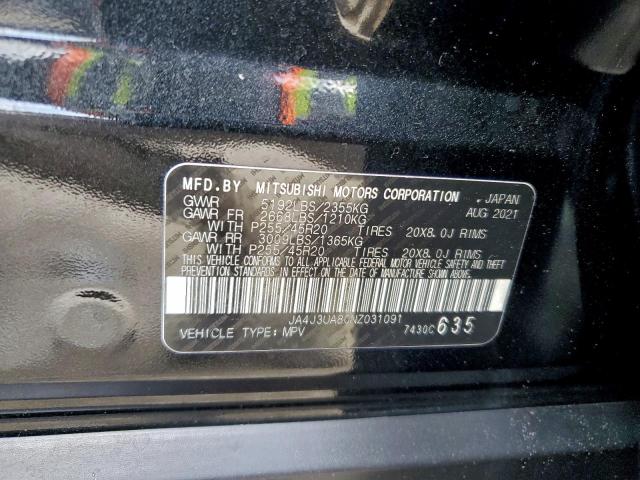 MFD.BY MITSUBISHI MOTORS CORPORATION , JAPAN
GVWR 5192LBS/2355KG AUG 2021
GAWR FR 2668LBS/1210KG
WITH P255/45R20 TIRES 20X8.0J RIMS
GAWR RR 3009LBS/1365KG
WITH P255/45R20 TIRES 20X8.0J RIMS
THIS VEHICLE CONFORMS TO ALL APPLICABLE FEDERAL MOTOR VEHICLE SAFETY AND THEFT
PREVENTION STANDARDS IN EFFECT ON THE DATE OF MANUFACTURE SHOWN ABOVE.
JA4J3UA80NZ031091
VEHICLE TYPE: MPV 7430C 635